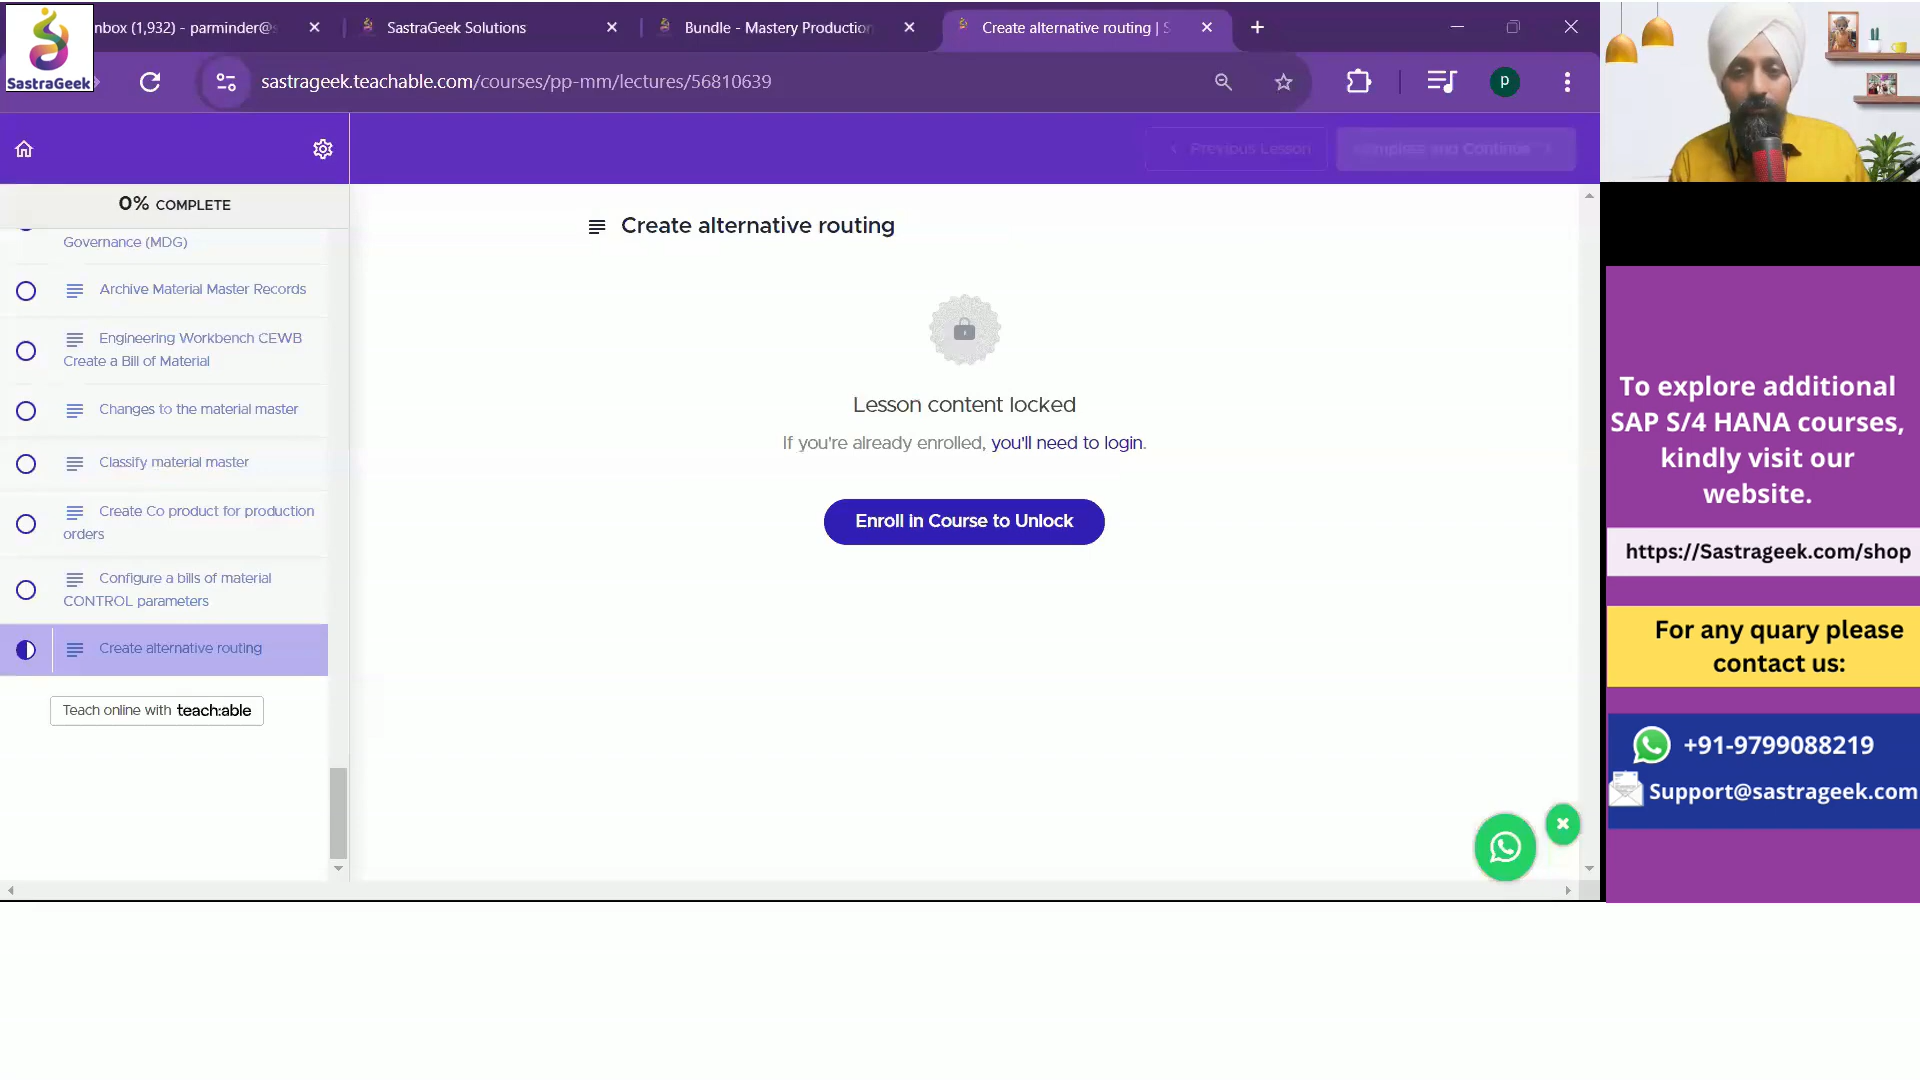 SastraGeek
nbox (1,932) - parminder@s
SastraGeek Solutions
Bundle - Mastery Production
Create alternative routing | S
sastrageek.teachable.com/courses/pp-mm/lectures/56810639
p
Previous Lesson
Complete and Continue
0% COMPLETE
Governance (MDG)
Archive Material Master Records
Engineering Workbench CEWB
Create a Bill of Material
Changes to the material master
Classify material master
Create Co product for production
orders
Configure a bills of material
CONTROL parameters
Create alternative routing
Teach online with teach:able
Create alternative routing
Lesson content locked
If you're already enrolled, you'll need to login.
Enroll in Course to Unlock
To explore additional
SAP S/4 HANA courses,
kindly visit our
website.
https://Sastrageek.com/shop
For any quary please
contact us:
+91-9799088219
Support@sastrageek.com